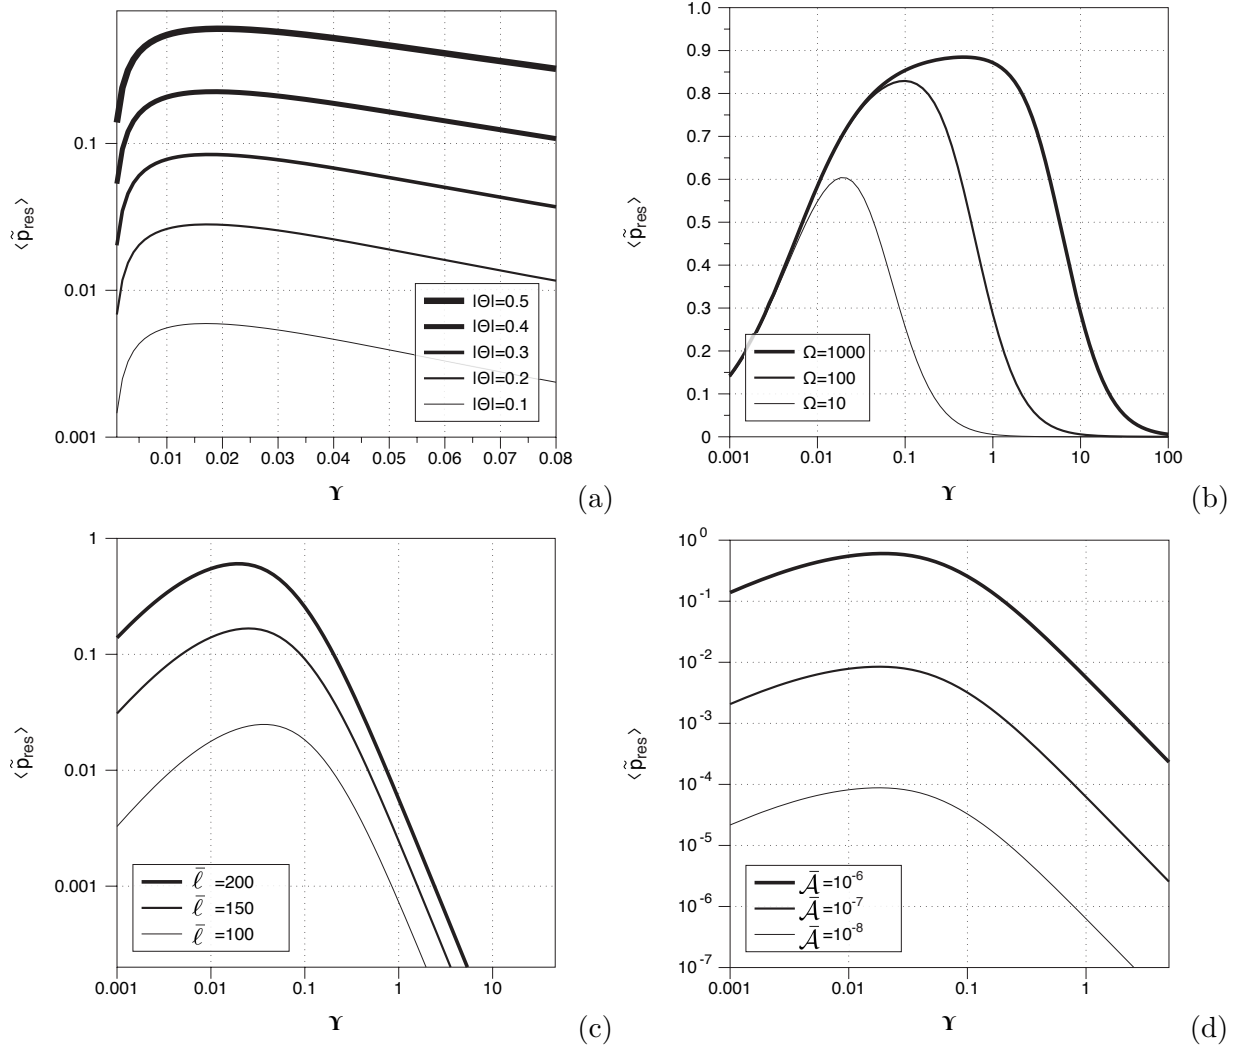 0.1
0.01
0.001
⟨p̃res⟩
|Θ|=0.5
|Θ|=0.4
|Θ|=0.3
|Θ|=0.2
|Θ|=0.1
0.01 0.02 0.03 0.04 0.05 0.06 0.07 0.08
ϒ
(a)
1.0
0.9
0.8
0.7
0.6
0.5
0.4
0.3
0.2
0.1
0
⟨p̃res⟩
Ω=1000
Ω=100
Ω=10
0.001 0.01 0.1 1 10 100
ϒ
(b)
1
0.1
0.01
0.001
⟨p̃res⟩
ℓ̄ =200
ℓ̄ =150
ℓ̄ =100
0.001 0.01 0.1 1 10
ϒ
(c)
10⁰
10⁻¹
10⁻²
10⁻³
10⁻⁴
10⁻⁵
10⁻⁶
10⁻⁷
⟨p̃res⟩
𝒜̄=10⁻⁶
𝒜̄=10⁻⁷
𝒜̄=10⁻⁸
0.001 0.01 0.1 1
ϒ
(d)